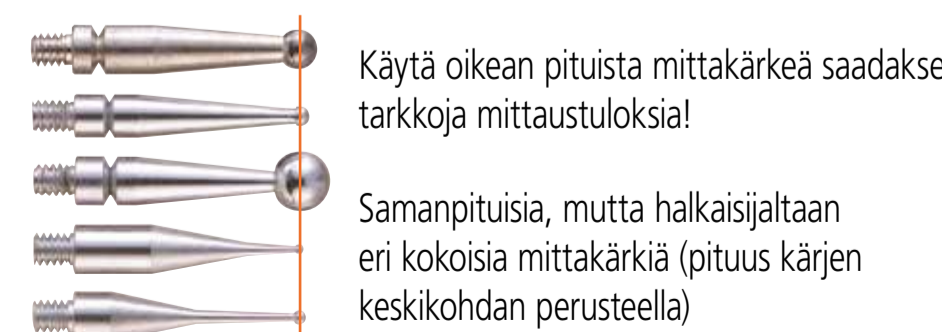 Käytä oikean pituista mittakärkeä saadakse
tarkkoja mittaustuloksia!
Samanpituisia, mutta halkaisijaltaan
eri kokoisia mittakärkiä (pituus kärjen
keskikohdan perusteella)